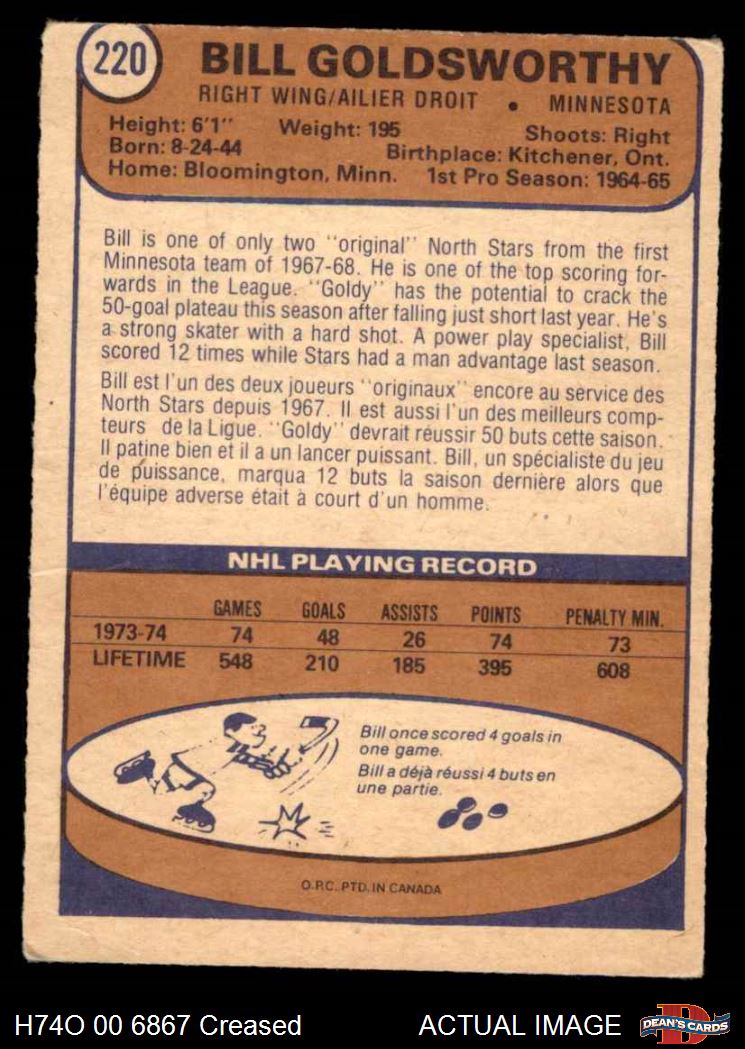 220 BILL GOLDSWORTHY
RIGHT WING/AILIER DROIT • MINNESOTA
Height: 6'1" Weight: 195 Shoots: Right
Born: 8-24-44 Birthplace: Kitchener, Ont.
Home: Bloomington, Minn. 1st Pro Season: 1964-65
Bill is one of only two "original" North Stars from the first
Minnesota team of 1967-68. He is one of the top scoring for-
wards in the League. "Goldy" has the potential to crack the
50-goal plateau this season after falling just short last year. He's
a strong skater with a hard shot. A power play specialist, Bill
scored 12 times while Stars had a man advantage last season.
Bill est l'un des deux joueurs "originaux" encore au service des
North Stars depuis 1967. Il est aussi l'un des meilleurs comp-
teurs de la Ligue. "Goldy" devrait réussir 50 buts cette saison.
Il patine bien et il a un lancer puissant. Bill, un spécialiste du jeu
de puissance, marqua 12 buts la saison dernière alors que
l'équipe adverse était à court d'un homme.
NHL PLAYING RECORD
GAMES GOALS ASSISTS POINTS PENALTY MIN.
1973-74 74 48 26 74 73
LIFETIME 548 210 185 395 608
Bill once scored 4 goals in
one game.
Bill a déjà réussi 4 buts en
une partie.
O.P.C. PTD. IN CANADA
H74O 00 6867 Creased ACTUAL IMAGE DEAN'S CARDS